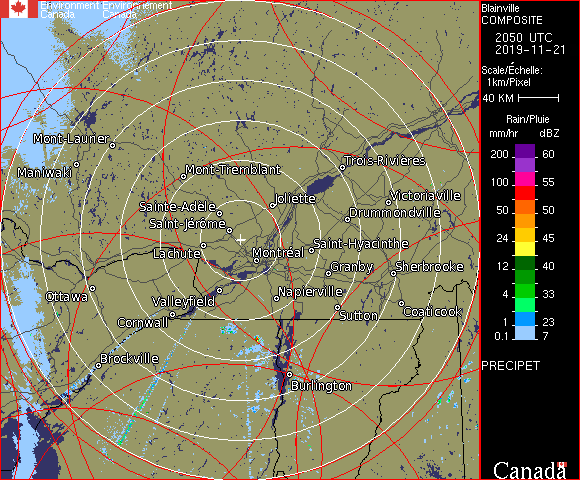 Environment Environnement
Canada Canada
Blainville
COMPOSITE
2050 UTC
2019-11-21
Scale/Échelle:
1km/Pixel
40 KM
Rain/Pluie
mm/hr dBZ
200 60
100 55
50 50
24 45
12 40
4 33
1 23
0.1 7
PRECIPET
Canada
Mont-Laurier
Maniwaki
Mont-Tremblant
Trois-Rivières
Sainte-Adèle
Joliette
Victoriaville
Saint-Jérôme
Drummondville
Lachute
Montréal
Saint-Hyacinthe
Granby
Sherbrooke
Ottawa
Valleyfield
Napierville
Cornwall
Sutton
Coaticook
Brockville
Burlington